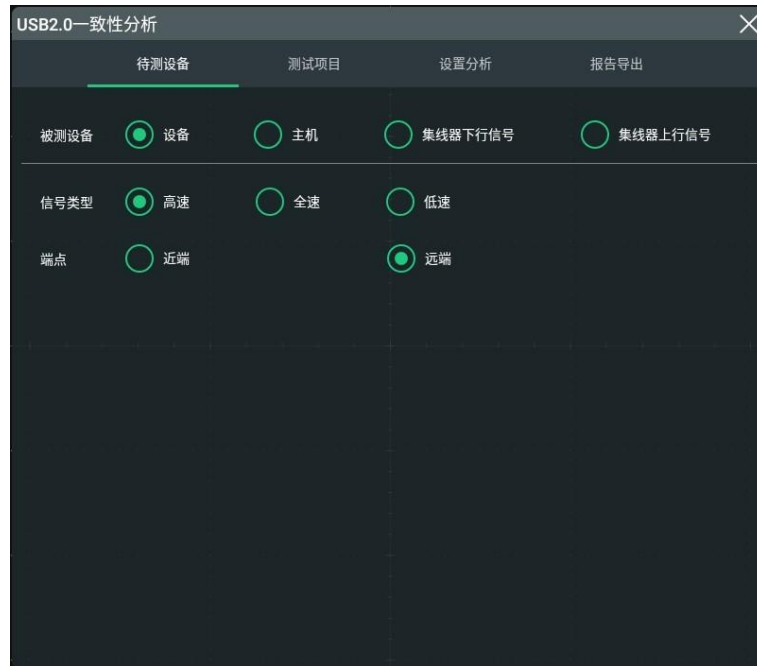 USB2.0一致性分析
待测设备 测试项目 设置分析 报告导出
被测设备 设备 主机 集线器下行信号 集线器上行信号
信号类型 高速 全速 低速
端点 近端 远端